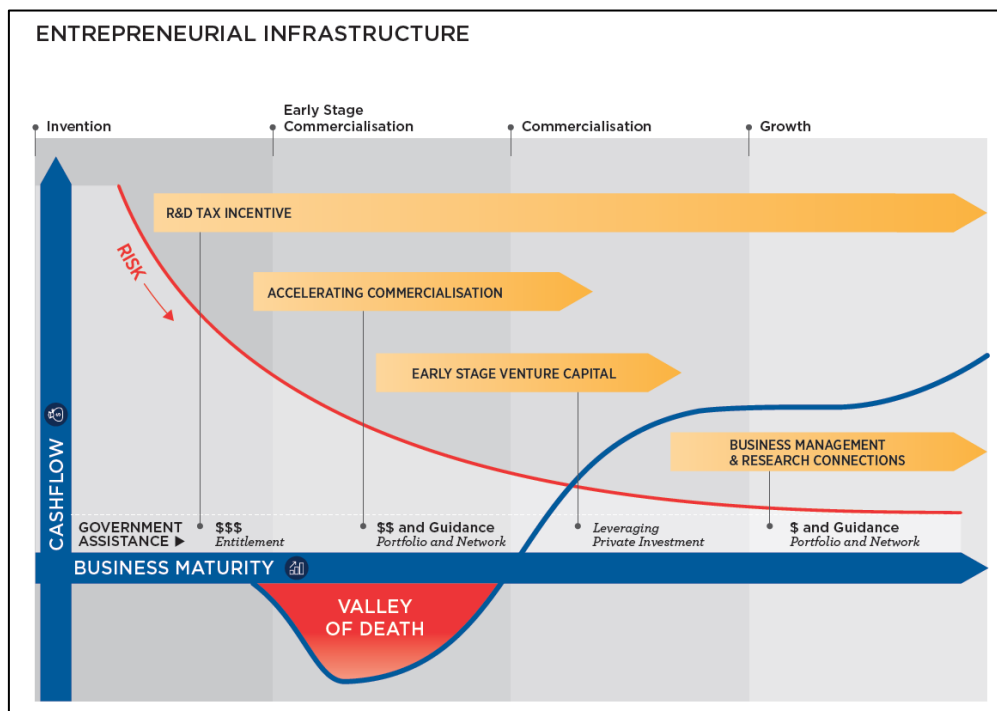 ENTREPRENEURIAL INFRASTRUCTURE
Invention
Early Stage
Commercialisation
Commercialisation
Growth
R&D TAX INCENTIVE
RISK
ACCELERATING COMMERCIALISATION
EARLY STAGE VENTURE CAPITAL
BUSINESS MANAGEMENT
& RESEARCH CONNECTIONS
CASHFLOW
$
GOVERNMENT
ASSISTANCE ▶
$$$
Entitlement
$$ and Guidance
Portfolio and Network
Leveraging
Private Investment
$ and Guidance
Portfolio and Network
BUSINESS MATURITY
VALLEY
OF DEATH